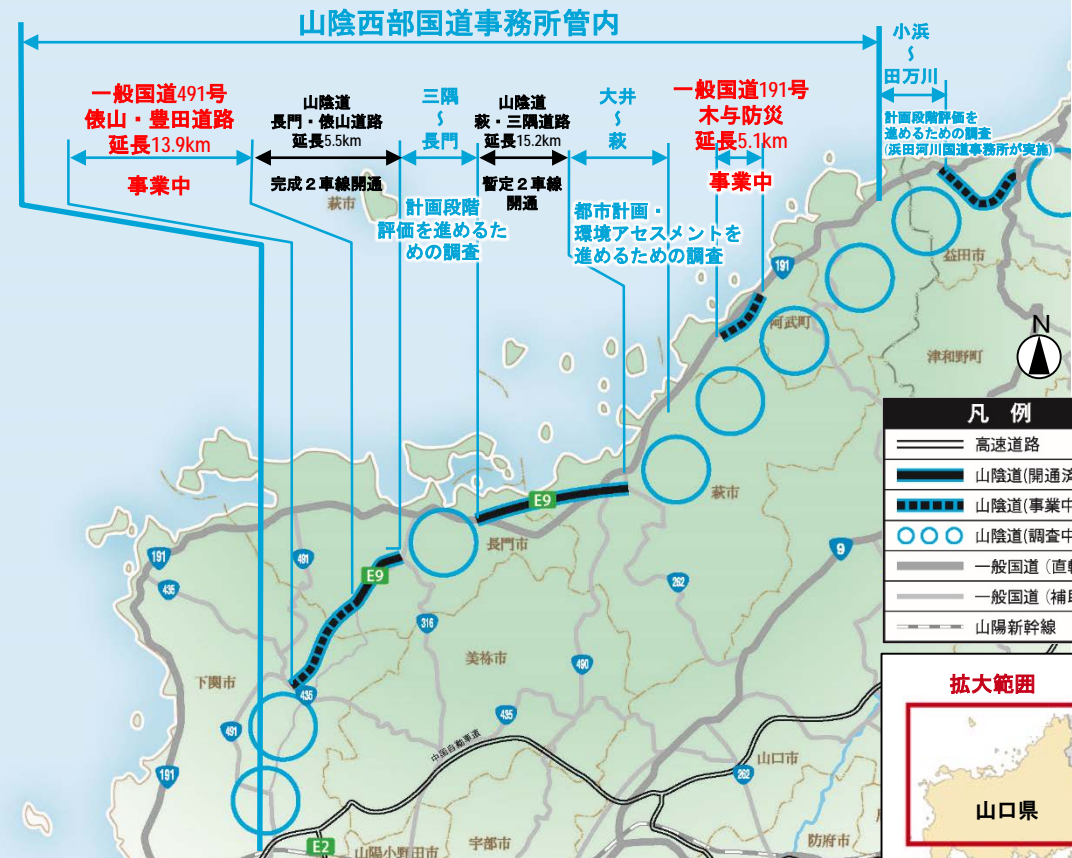 山陰西部国道事務所管内
一般国道491号
俵山・豊田道路
延長13.9km
事業中
山陰道
長門・俵山道路
延長5.5km
完成2車線開通
三隅
~
長門
計画段階
評価を進めるた
めの調査
山陰道
萩・三隅道路
延長15.2km
暫定2車線
開通
大井
~
萩
都市計画・
環境アセスメントを
進めるための調査
一般国道191号
木与防災
延長5.1km
事業中
小浜
~
田万川
計画段階評価を
進めるための調査
(浜田河川国道事務所が実施)
萩市
191
益田市
阿武町
津和野町
N
萩市
E9
長門市
191
435
491
E9
316
262
9
美祢市
490
下関市
435
491
435
中国自動車道
191
山口市
262
E2
山陽小野田市
宇部市
防府市
凡 例
高速道路
山陰道(開通済
山陰道(事業中
山陰道(調査中
一般国道(直轄
一般国道(補助
山陽新幹線
拡大範囲
山口県